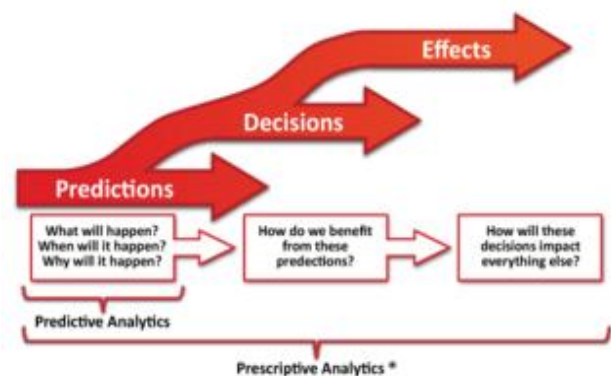 Effects
Decisions
Predictions
What will happen?
When will it happen?
Why will it happen?
How do we benefit
from these
predections?
How will these
decisions impact
everything else?
Predictive Analytics
Prescriptive Analytics *